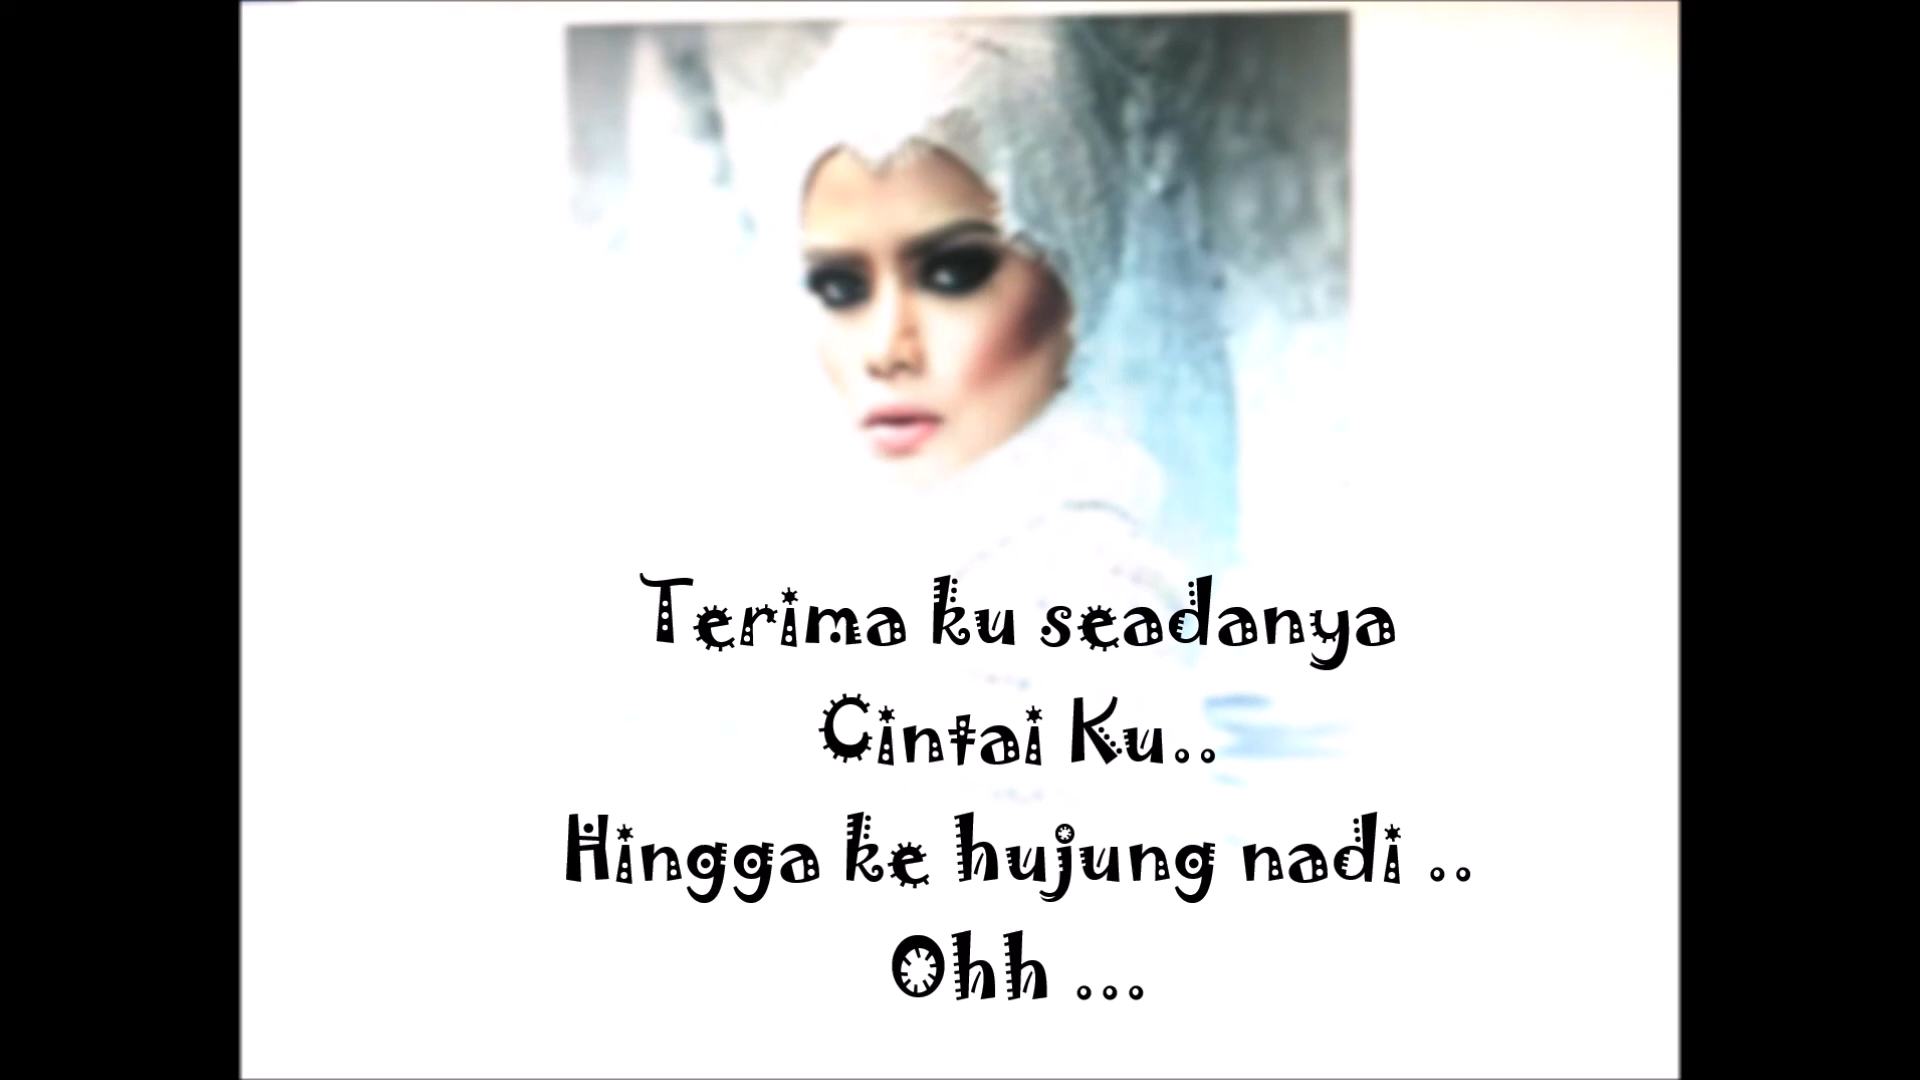 Terima ku seadanya
Cintai Ku..
Hingga ke hujung nadi ..
Ohh ...